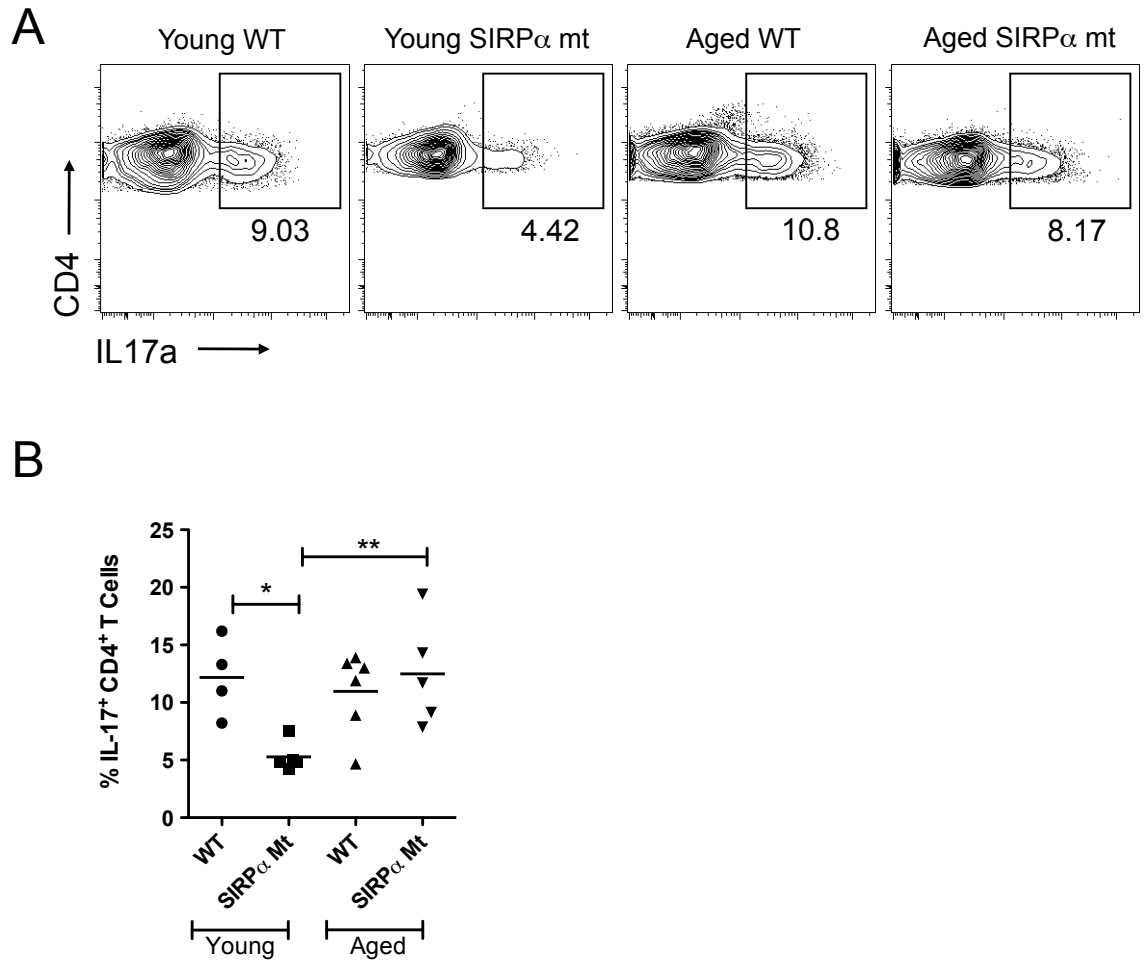 A
Young WT
Young SIRPα mt
Aged WT
Aged SIRPα mt
9.03
4.42
10.8
8.17
CD4
IL17a
B
25
20
15
10
5
0
% IL-17⁺ CD4⁺ T Cells
*
**
WT
SIRPα Mt
WT
SIRPα Mt
Young
Aged